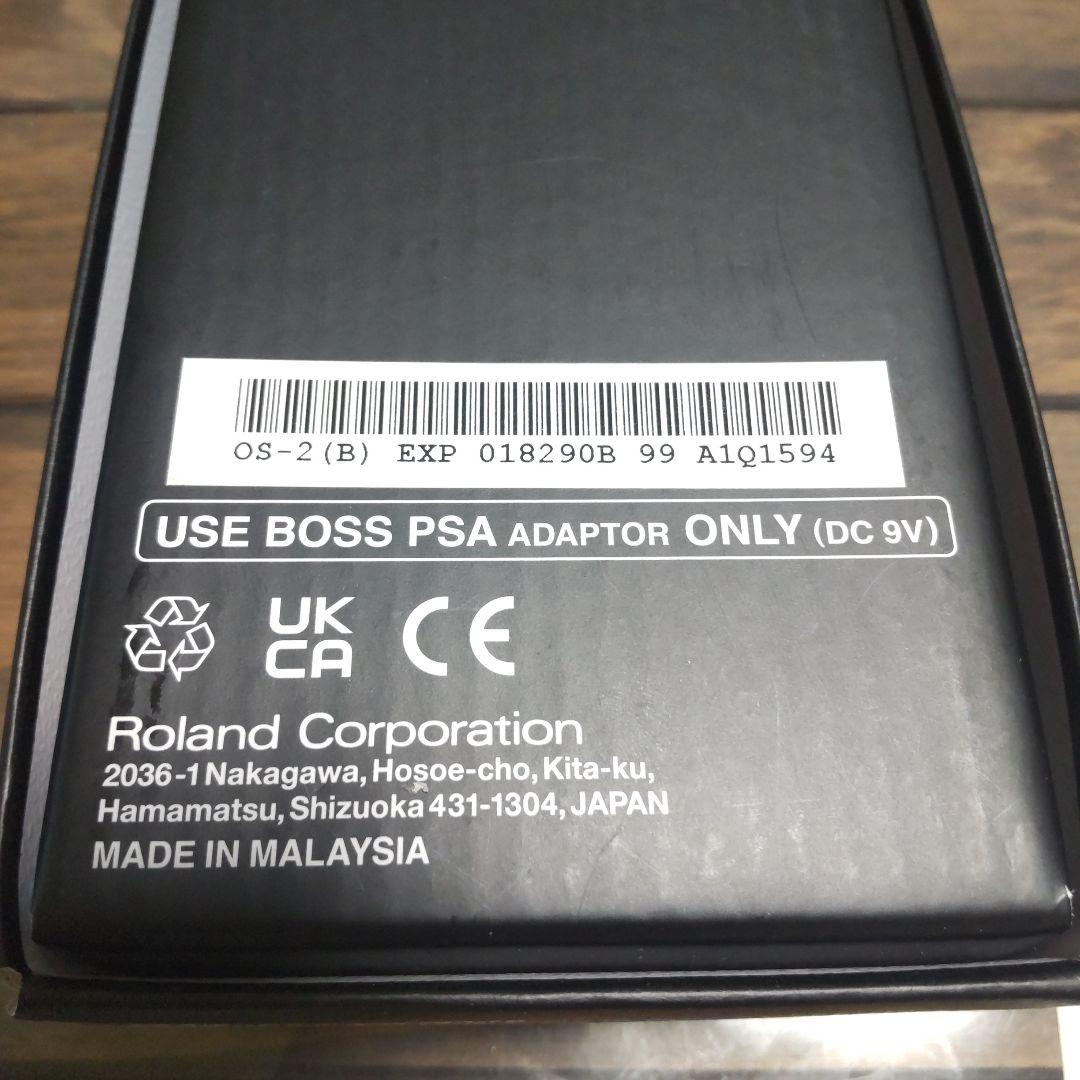 OS-2(B) EXP 018290B 99 A1Q1594
USE BOSS PSA ADAPTOR ONLY (DC 9V)
UK
CA
CE
Roland Corporation
2036-1 Nakagawa, Hosoe-cho, Kita-ku,
Hamamatsu, Shizuoka 431-1304, JAPAN
MADE IN MALAYSIA